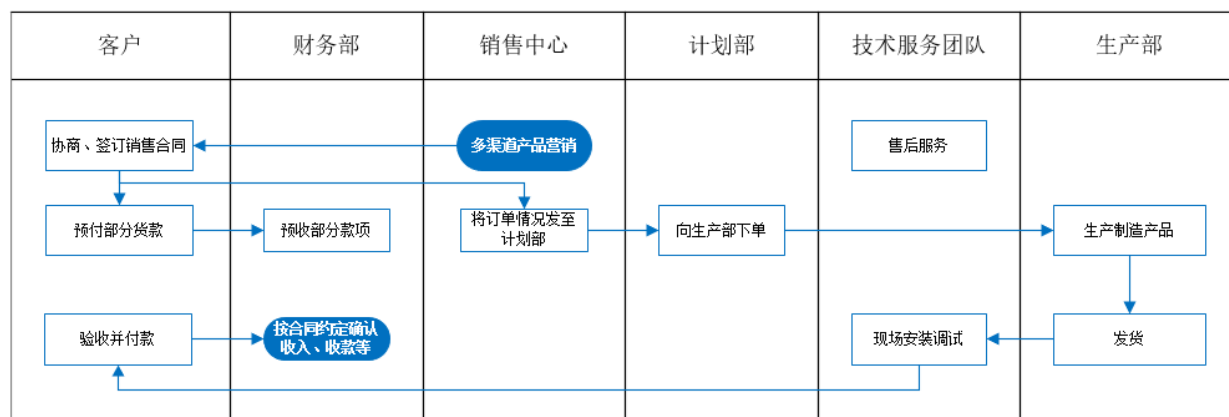 客户
财务部
销售中心
计划部
技术服务团队
生产部
协商、签订销售合同
多渠道产品营销
售后服务
预付部分货款
预收部分款项
将订单情况发至
计划部
向生产部下单
生产制造产品
验收并付款
按合同约定确认
收入、收款等
现场安装调试
发货